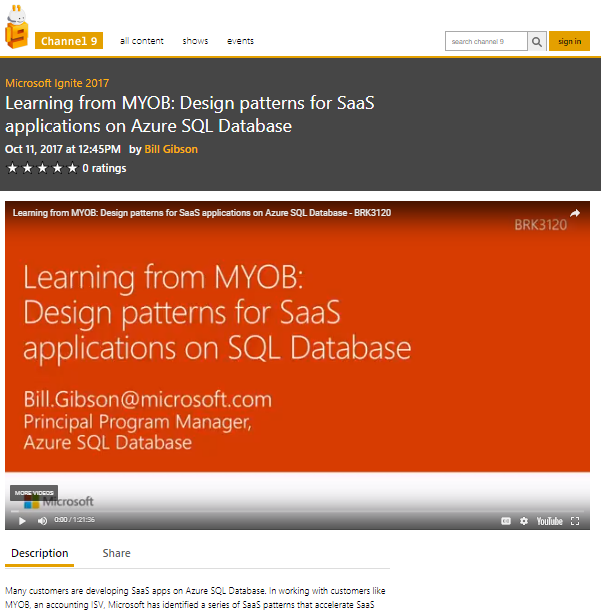 Channel 9
all content
shows
events
search channel 9
sign in
Microsoft Ignite 2017
Learning from MYOB: Design patterns for SaaS
applications on Azure SQL Database
Oct 11, 2017 at 12:45PM by Bill Gibson
★ ★ ★ ★ ★ 0 ratings
Learning from MYOB: Design patterns for SaaS applications on Azure SQL Database - BRK3120
BRK3120
Learning from MYOB:
Design patterns for SaaS
applications on SQL Database
Bill.Gibson@microsoft.com
Principal Program Manager,
Azure SQL Database
MORE VIDEOS
Microsoft
0:00 / 1:21:36
CC
YouTube
Description
Share
Many customers are developing SaaS apps on Azure SQL Database. In working with customers like
MYOB, an accounting ISV, Microsoft has identified a series of SaaS patterns that accelerate SaaS